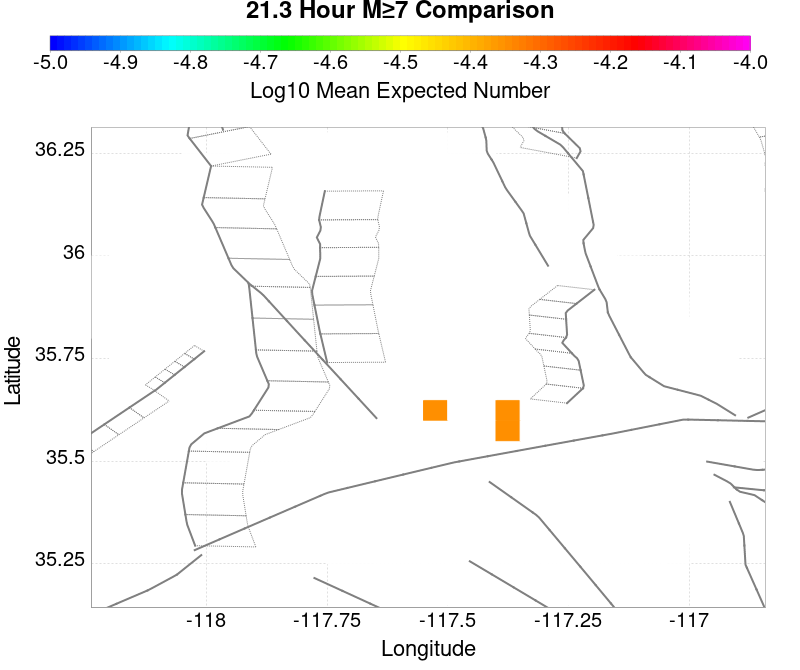 21.3 Hour M≥7 Comparison
-5.0 -4.9 -4.8 -4.7 -4.6 -4.5 -4.4 -4.3 -4.2 -4.1 -4.0
Log10 Mean Expected Number
36.25
36
35.75
35.5
35.25
Latitude
-118 -117.75 -117.5 -117.25 -117
Longitude